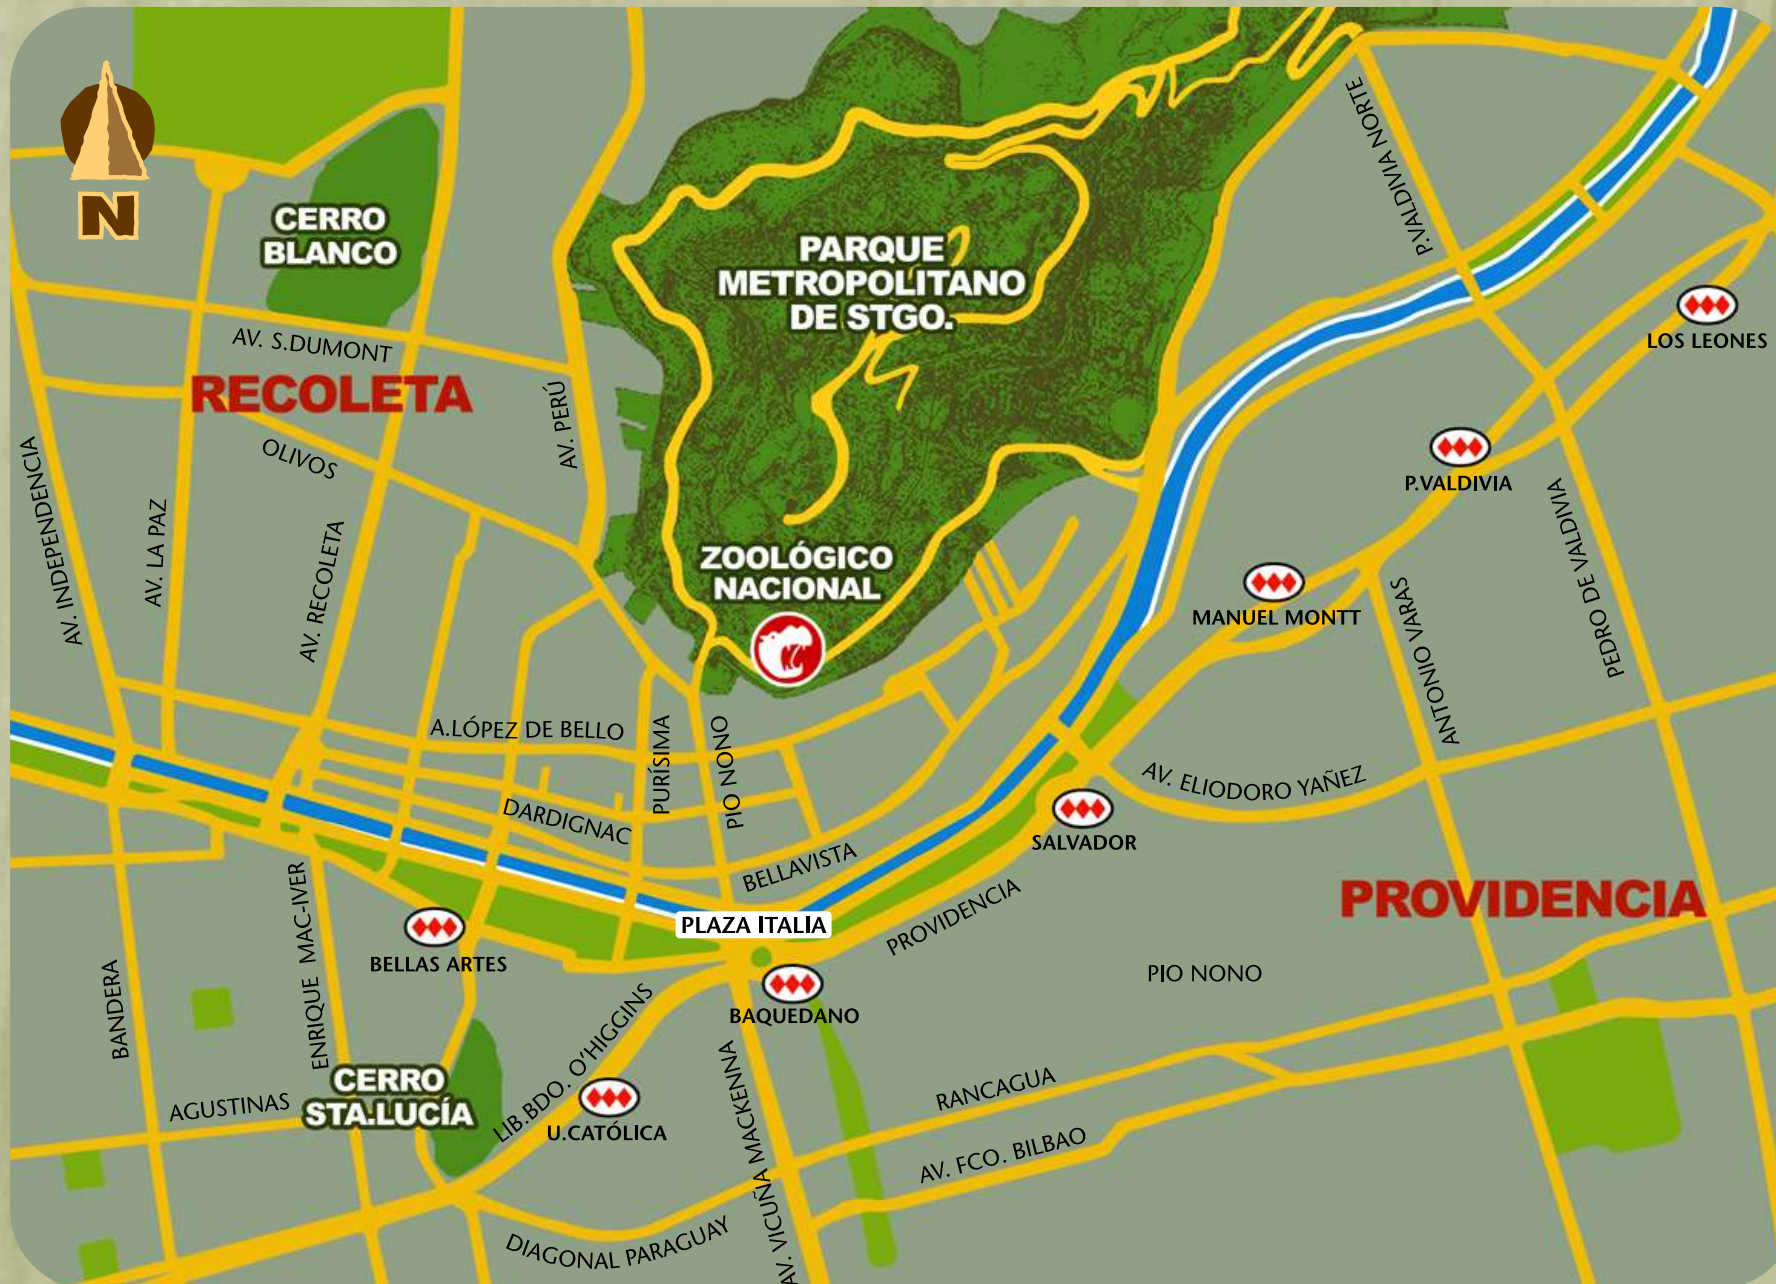 N
CERRO
BLANCO
PARQUE
METROPOLITANO
DE STGO.
P.VALDIVIA NORTE
LOS LEONES
AV. S.DUMONT
RECOLETA
AV. PERÚ
OLIVOS
AV. INDEPENDENCIA
AV. LA PAZ
AV. RECOLETA
P.VALDIVIA
PEDRO DE VALDIVIA
ZOOLÓGICO
NACIONAL
MANUEL MONTT
ANTONIO VARAS
A.LÓPEZ DE BELLO
PURÍSIMA
PIO NONO
DARDIGNAC
AV. ELIODORO YAÑEZ
SALVADOR
BELLAVISTA
PLAZA ITALIA
PROVIDENCIA
PROVIDENCIA
BELLAS ARTES
ENRIQUE MAC-IVER
BANDERA
PIO NONO
BAQUEDANO
LIB.BDO. O'HIGGINS
CERRO
STA.LUCÍA
AGUSTINAS
U.CATÓLICA
AV. VICUÑA MACKENNA
RANCAGUA
AV. FCO. BILBAO
DIAGONAL PARAGUAY